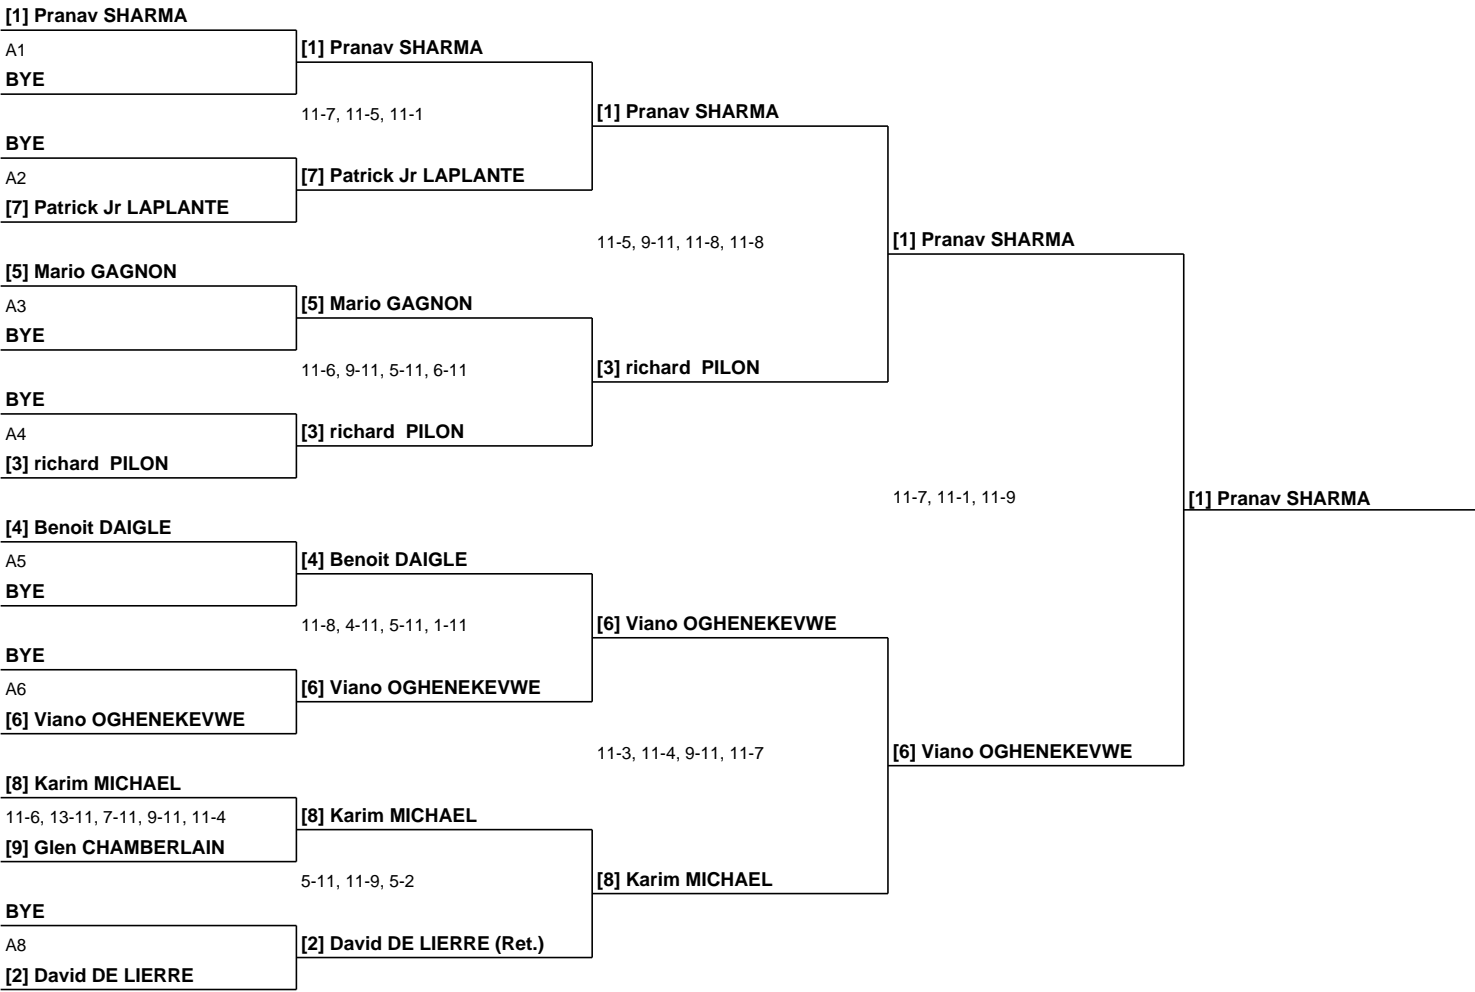 [1] Pranav SHARMA
A1
BYE
BYE
A2
[7] Patrick Jr LAPLANTE
[5] Mario GAGNON
A3
BYE
BYE
A4
[3] richard  PILON
[4] Benoit DAIGLE
A5
BYE
BYE
A6
[6] Viano OGHENEKEVWE
[8] Karim MICHAEL
11-6, 13-11, 7-11, 9-11, 11-4
[9] Glen CHAMBERLAIN
BYE
A8
[2] David DE LIERRE
[1] Pranav SHARMA
11-7, 11-5, 11-1
[7] Patrick Jr LAPLANTE
[5] Mario GAGNON
11-6, 9-11, 5-11, 6-11
[3] richard  PILON
[4] Benoit DAIGLE
11-8, 4-11, 5-11, 1-11
[6] Viano OGHENEKEVWE
[8] Karim MICHAEL
5-11, 11-9, 5-2
[2] David DE LIERRE (Ret.)
[1] Pranav SHARMA
11-5, 9-11, 11-8, 11-8
[3] richard  PILON
[6] Viano OGHENEKEVWE
11-3, 11-4, 9-11, 11-7
[8] Karim MICHAEL
[1] Pranav SHARMA
11-7, 11-1, 11-9
[6] Viano OGHENEKEVWE
[1] Pranav SHARMA